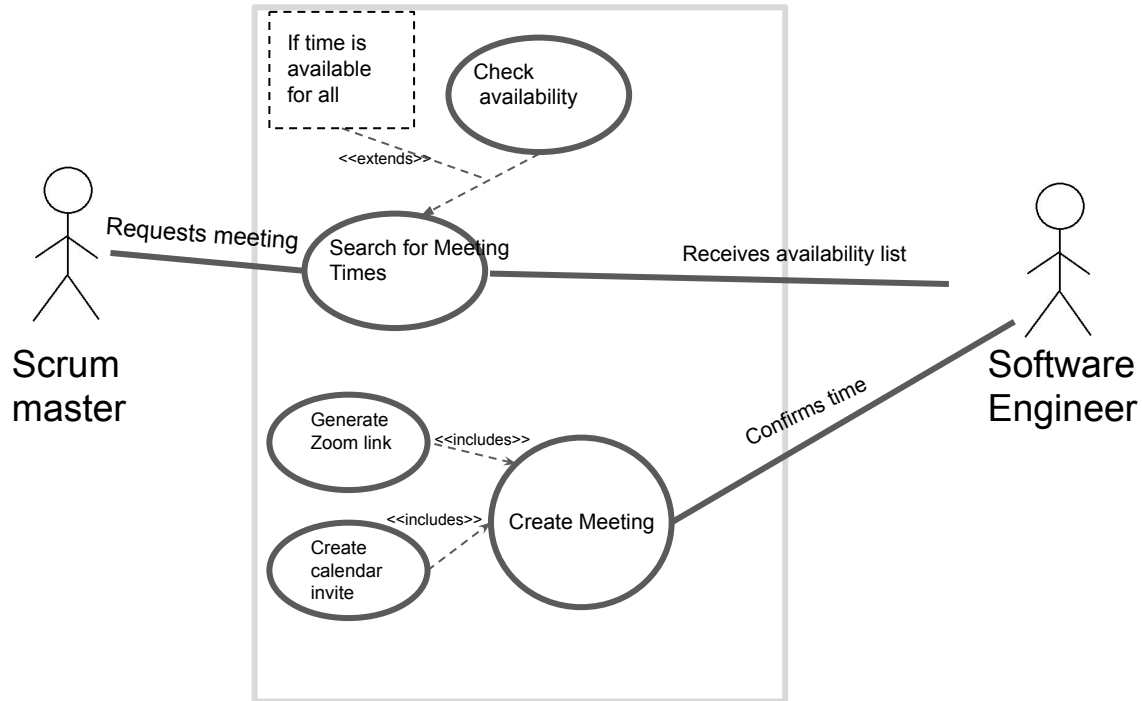 If time is
available
for all
Check
availability
<<extends>>
Requests meeting
Search for Meeting
Times
Receives availability list
Scrum
master
Software
Engineer
Generate
Zoom link
<<includes>>
Confirms time
<<includes>>
Create Meeting
Create
calendar
invite